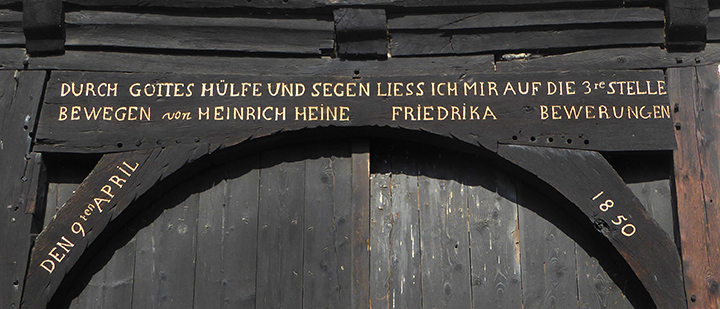 DURCH GOTTES HÜLFE UND SEGEN LIESS ICH MIR AUF DIE 3re STELLE
BEWEGEN von HEINRICH HEINE FRIEDRIKA BEWERUNGEN
DEN 9ten APRIL 1850